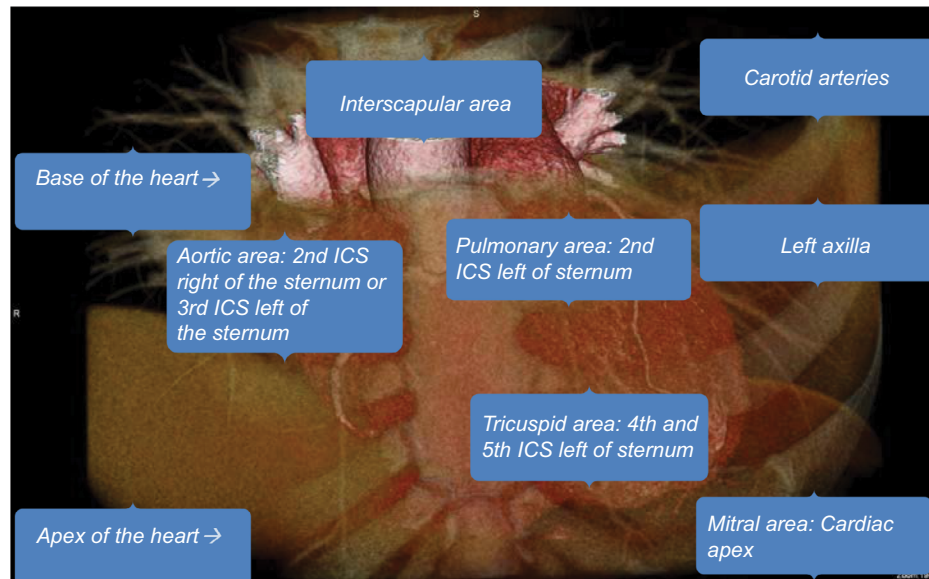 S
Interscapular area
Carotid arteries
Base of the heart →
Aortic area: 2nd ICS
right of the sternum or
3rd ICS left of
the sternum
Pulmonary area: 2nd
ICS left of sternum
Left axilla
R
Tricuspid area: 4th and
5th ICS left of sternum
Apex of the heart →
Mitral area: Cardiac
apex